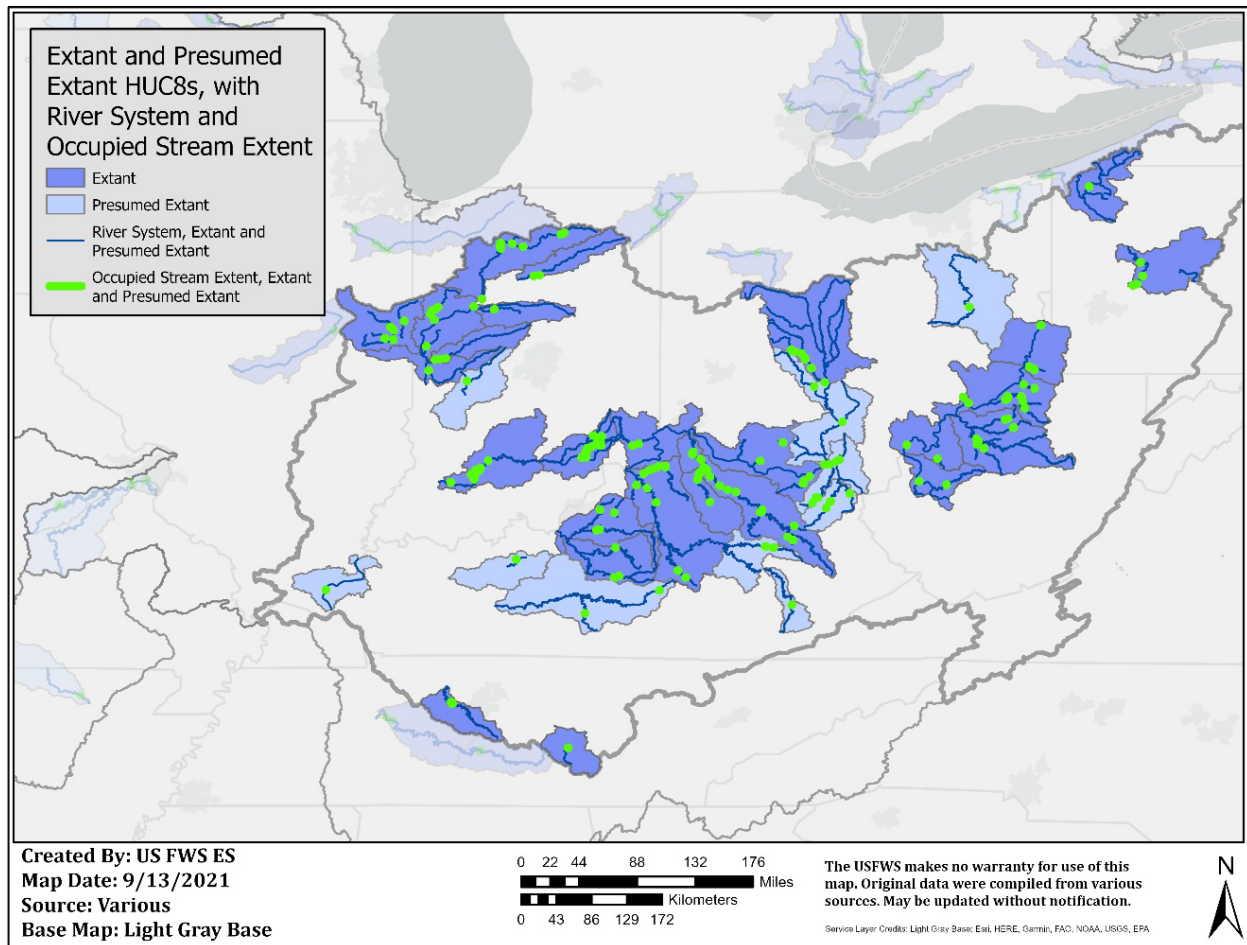 Extant and Presumed
Extant HUC8s, with
River System and
Occupied Stream Extent
Extant
Presumed Extant
River System, Extant and
Presumed Extant
Occupied Stream Extent, Extant
and Presumed Extant
Created By: US FWS ES
Map Date: 9/13/2021
Source: Various
Base Map: Light Gray Base
0 22 44 88 132 176
Miles
Kilometers
0 43 86 129 172
The USFWS makes no warranty for use of this
map. Original data were compiled from various
sources. May be updated without notification.
Service Layer Credits: Light Gray Base: Esri, HERE, Garmin, FAO, NOAA, USGS, EPA
N